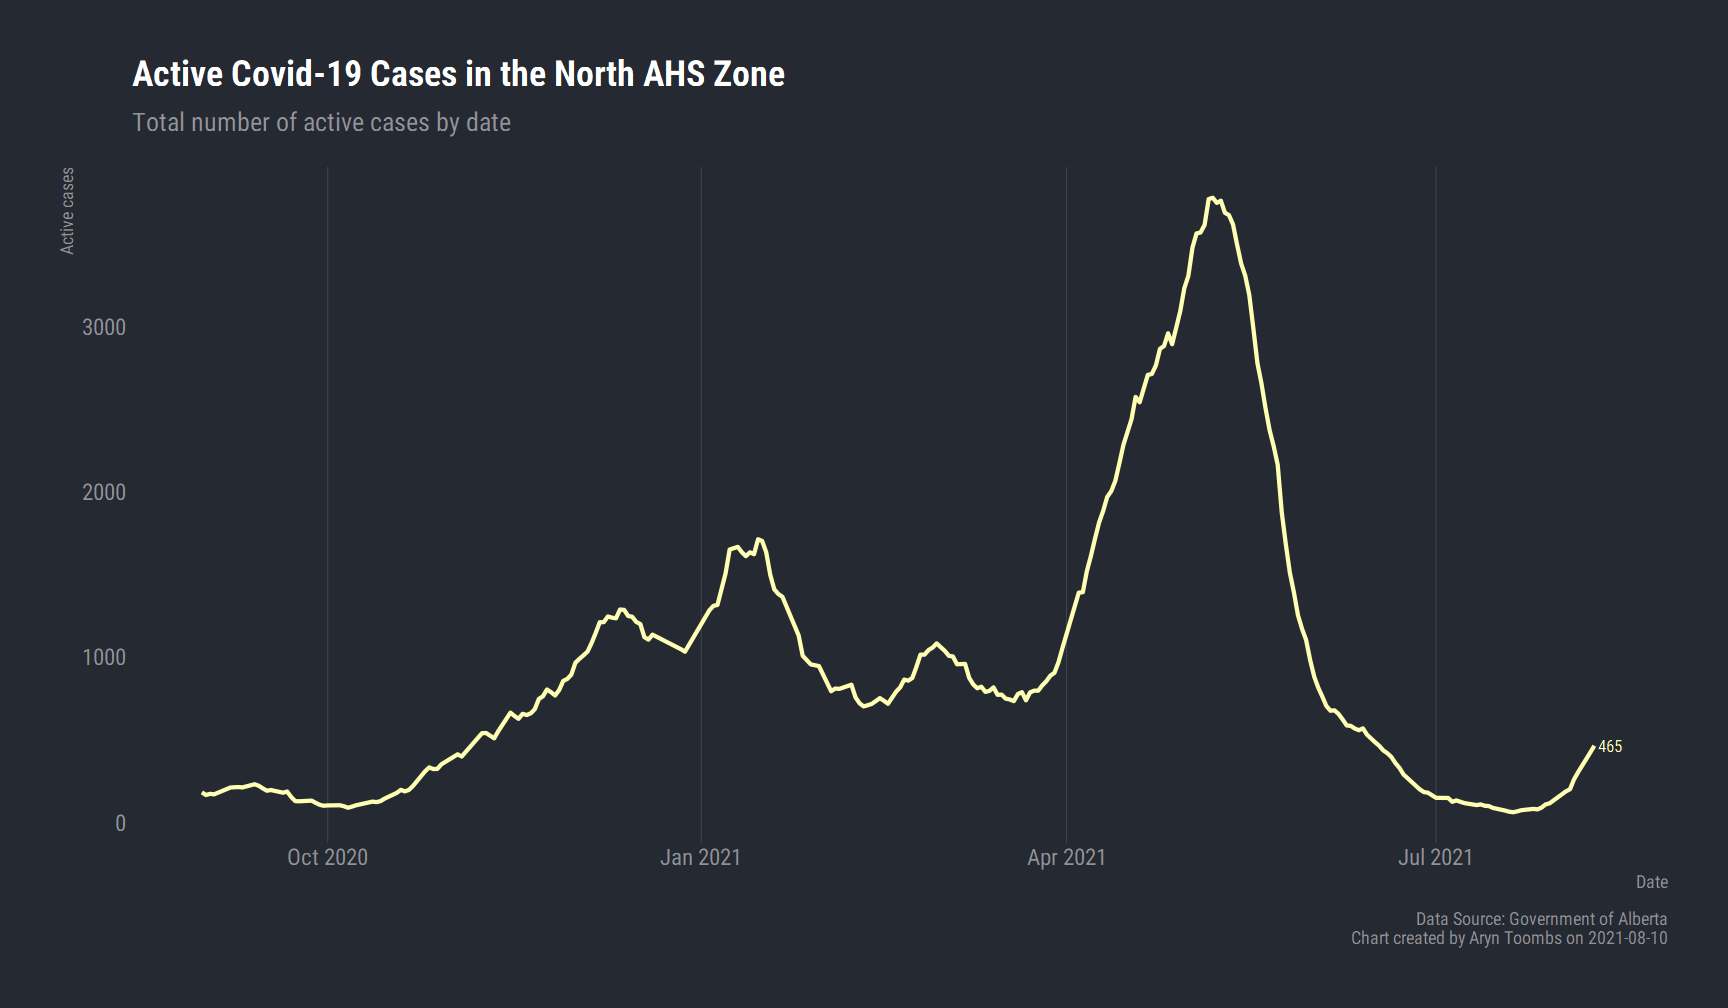 Active Covid-19 Cases in the North AHS Zone
Total number of active cases by date
Active cases
3000
2000
1000
0
465
Oct 2020
Jan 2021
Apr 2021
Jul 2021
Date
Data Source: Government of Alberta
Chart created by Aryn Toombs on 2021-08-10